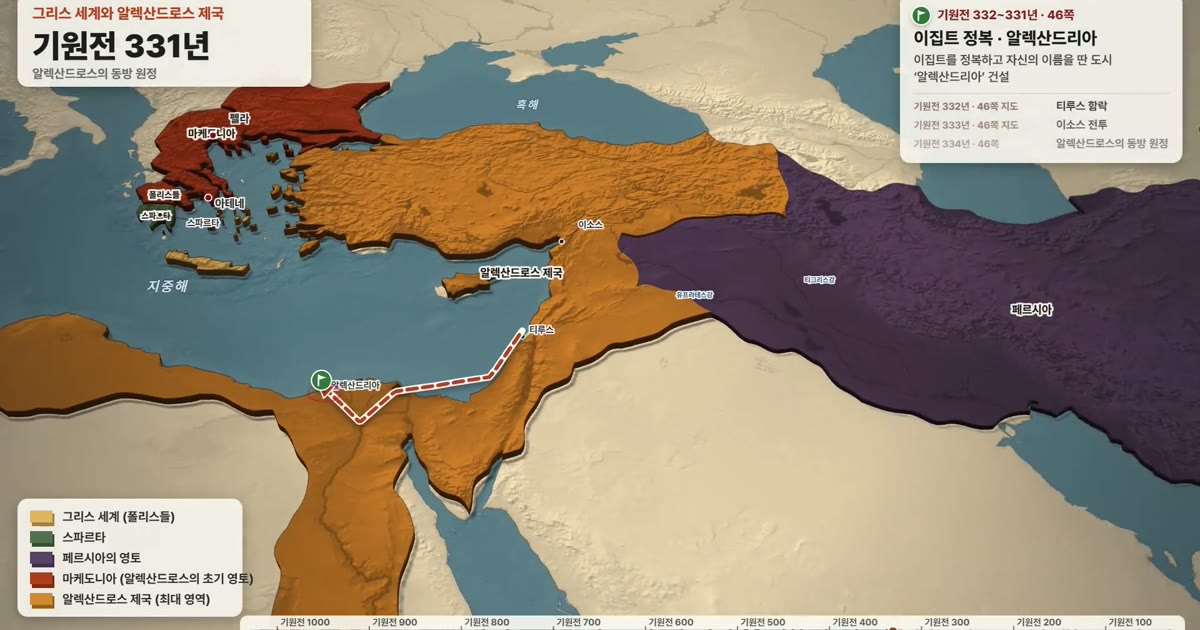 그리스 세계와 알렉산드로스 제국
기원전 331년
알렉산드로스의 동방 원정
기원전 332~331년 · 46쪽
이집트 정복 · 알렉산드리아
이집트를 정복하고 자신의 이름을 딴 도시
‘알렉산드리아’ 건설
기원전 332년 · 46쪽 지도 티루스 함락
기원전 333년 · 46쪽 지도 이소스 전투
기원전 334년 · 46쪽 알렉산드로스의 동방 원정
흑해
펠라
마케도니아
폴리스들
아테네
스파르타
스파르타
이소스
지중해
알렉산드로스 제국
티그리스강
유프라테스강
페르시아
티루스
알렉산드리아
그리스 세계 (폴리스들)
스파르타
페르시아의 영토
마케도니아 (알렉산드로스의 초기 영토)
알렉산드로스 제국 (최대 영역)
기원전 1000 기원전 900 기원전 800 기원전 700 기원전 600 기원전 500 기원전 400 기원전 300 기원전 200 기원전 100